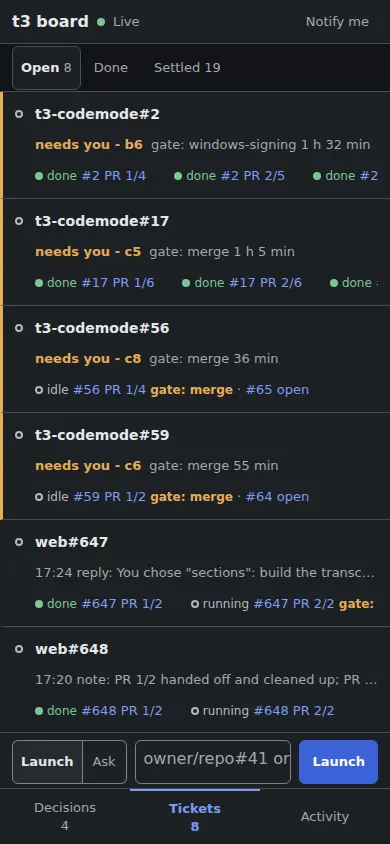 t3 board Live Notify me
Open 8 Done Settled 19
t3-codemode#2
needs you - b6 gate: windows-signing 1 h 32 min
done #2 PR 1/4 done #2 PR 2/5 done #2
t3-codemode#17
needs you - c5 gate: merge 1 h 5 min
done #17 PR 1/6 done #17 PR 2/6 done
t3-codemode#56
needs you - c8 gate: merge 36 min
idle #56 PR 1/4 gate: merge · #65 open
t3-codemode#59
needs you - c6 gate: merge 55 min
idle #59 PR 1/2 gate: merge · #64 open
web#647
17:24 reply: You chose "sections": build the transc...
done #647 PR 1/2 running #647 PR 2/2 gate:
web#648
17:20 note: PR 1/2 handed off and cleaned up; PR ...
done #648 PR 1/2 running #648 PR 2/2
Launch Ask owner/repo#41 or Launch
Decisions Tickets Activity
4 8